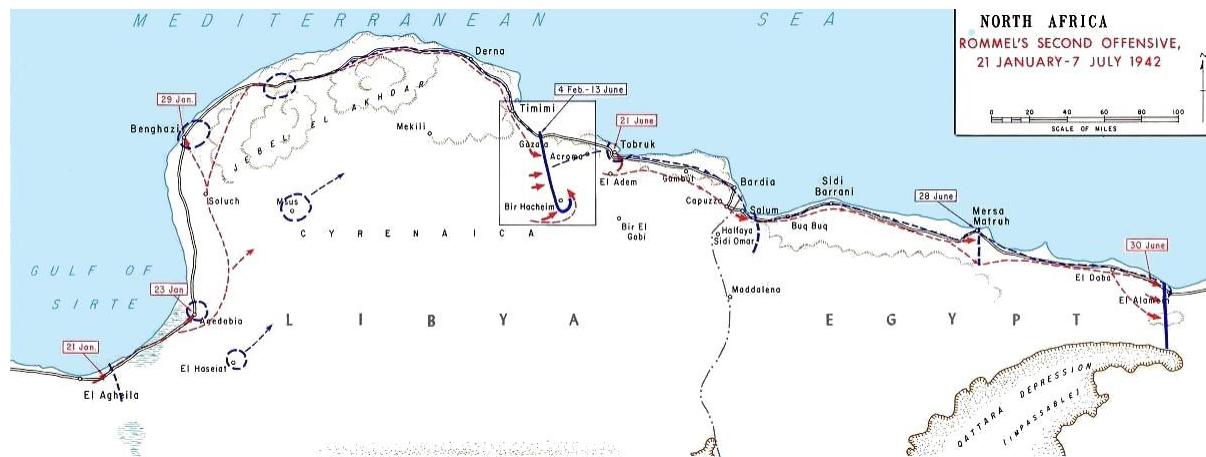 MEDITERRANEAN SEA
NORTH AFRICA
ROMMEL'S SECOND OFFENSIVE,
21 JANUARY-7 JULY 1942
0 20 40 60 80 100
SCALE OF MILES
Derna
4 Feb.-13 June
29 Jan.
Timimi
21 June
Benghazi
JEBEL EL AKHDAR
Mekili
Gazala
Acroma
Tobruk
El Adem
Gambut
Bardia
Sidi
Barrani
28 June
Soluch
Msus
Bir Hacheim
Capuzzo
Salum
Mersa
Matruh
CYRENAICA
Bir El
Gobi
Halfaya
Sidi Omar
Buq Buq
30 June
GULF OF
SIRTE
23 Jan
El Daba
Maddalena
El Alamein
Agedabia
LIBYA
EGYPT
21 Jan.
El Haseiat
El Agheila
QATTARA DEPRESSION
(IMPASSABLE)